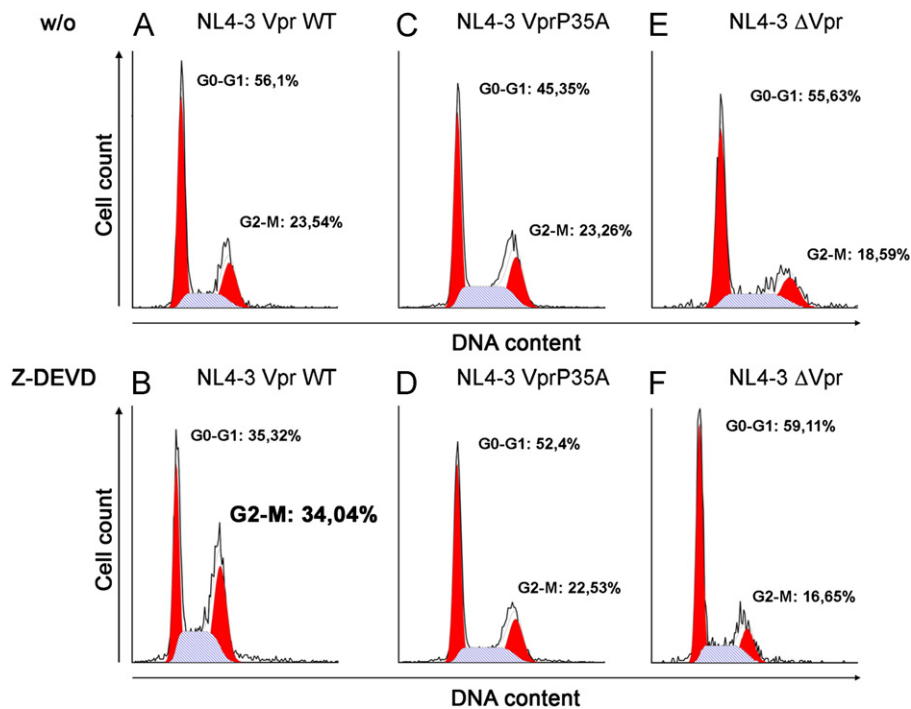 w/o
A NL4-3 Vpr WT
C NL4-3 VprP35A
E NL4-3 ΔVpr
Cell count
G0-G1: 56,1%
G2-M: 23,54%
G0-G1: 45,35%
G2-M: 23,26%
G0-G1: 55,63%
G2-M: 18,59%
DNA content
Z-DEVD
B NL4-3 Vpr WT
D NL4-3 VprP35A
F NL4-3 ΔVpr
Cell count
G0-G1: 35,32%
G2-M: 34,04%
G0-G1: 52,4%
G2-M: 22,53%
G0-G1: 59,11%
G2-M: 16,65%
DNA content